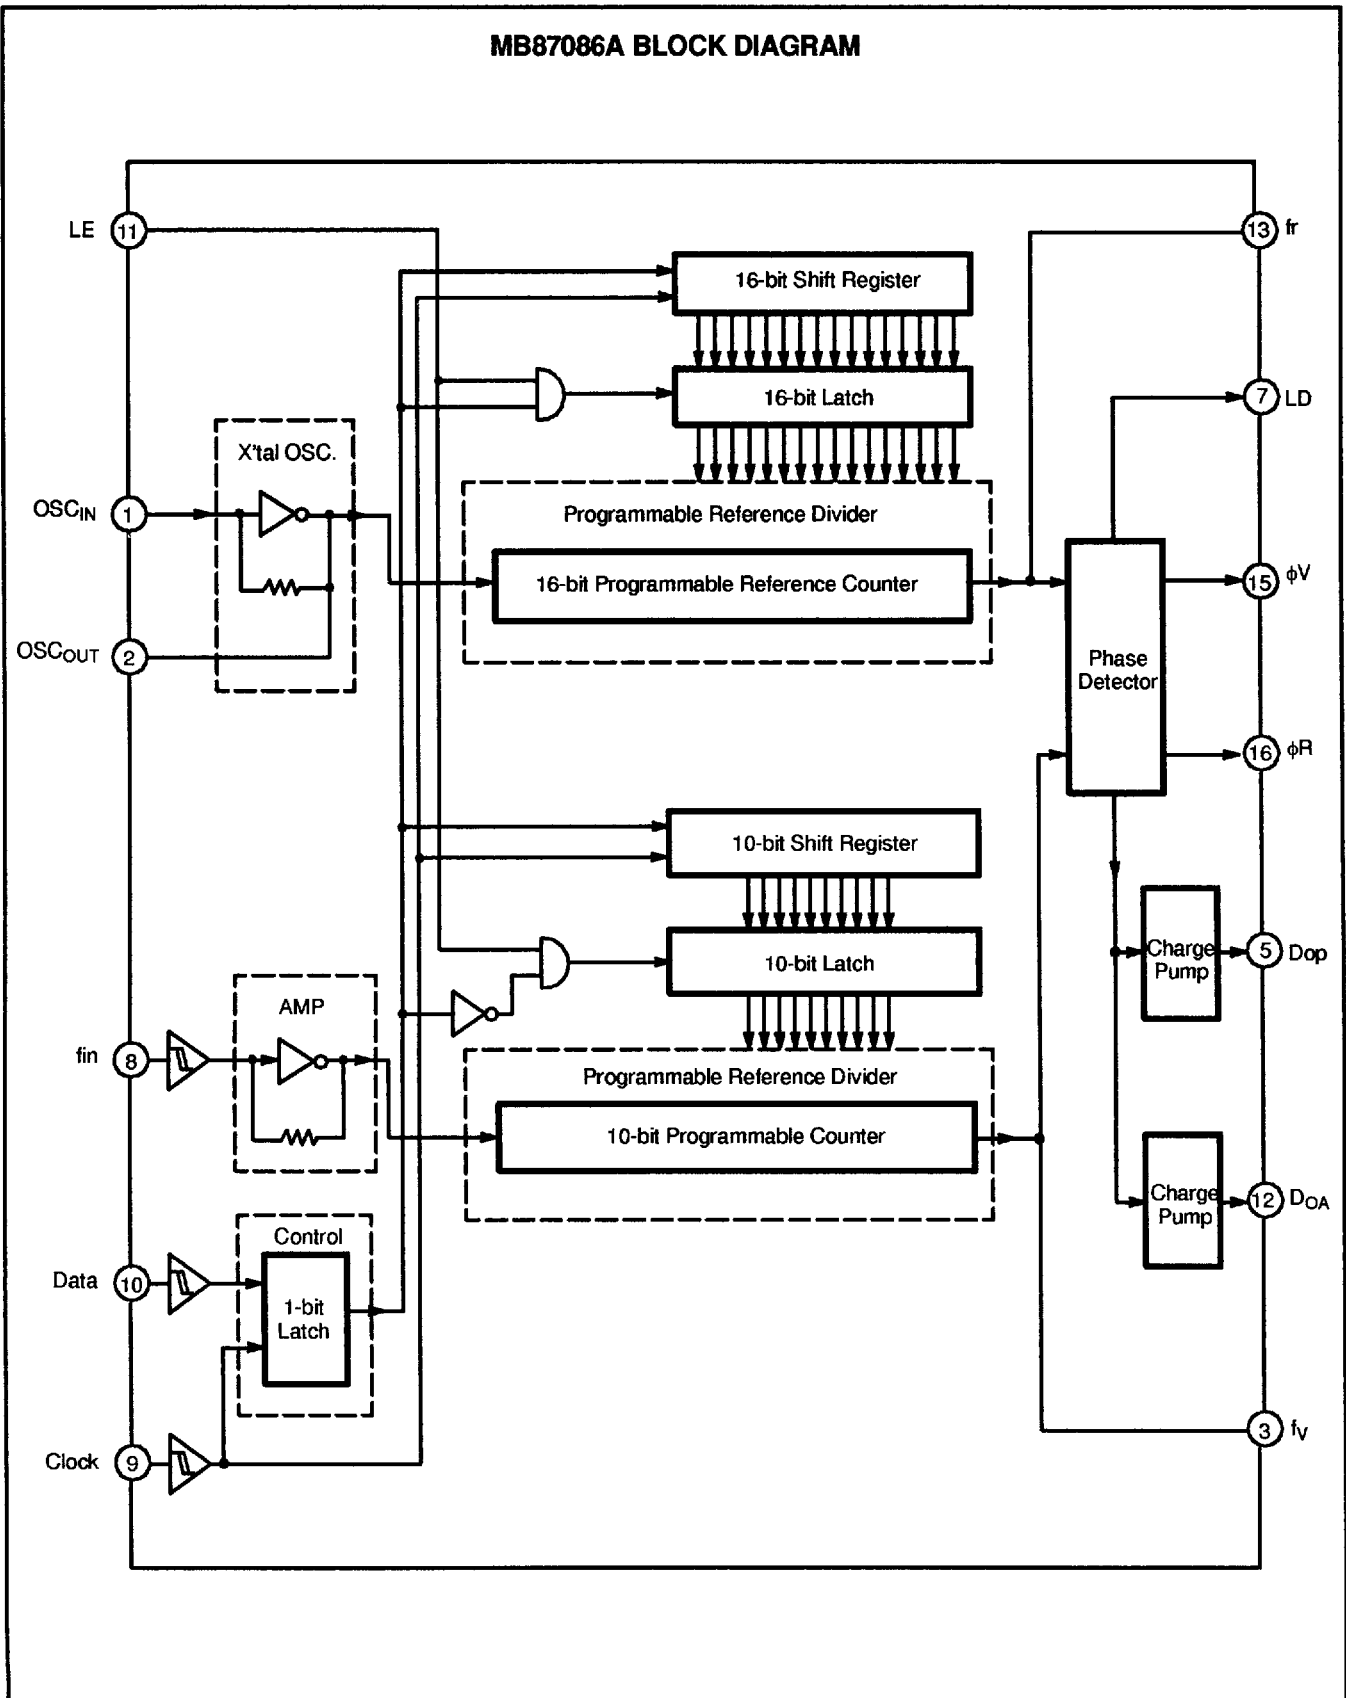 MB87086A BLOCK DIAGRAM
LE 11
13 fr
16-bit Shift Register
16-bit Latch
7 LD
X'tal OSC.
OSCIN 1
Programmable Reference Divider
16-bit Programmable Reference Counter
15 ϕV
OSCOUT 2
Phase
Detector
16 ϕR
10-bit Shift Register
10-bit Latch
Charge
Pump
5 Dop
AMP
fin 8
Programmable Reference Divider
10-bit Programmable Counter
Charge
Pump
12 DOA
Control
Data 10
1-bit
Latch
3 fV
Clock 9